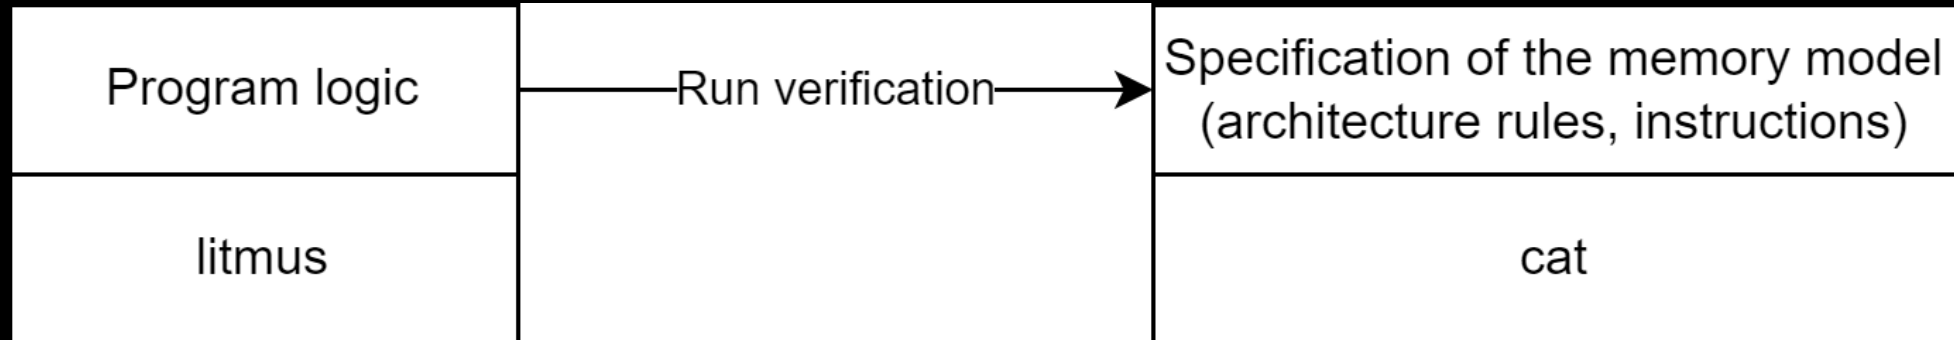 Program logic
Run verification
Specification of the memory model
(architecture rules, instructions)
litmus
cat